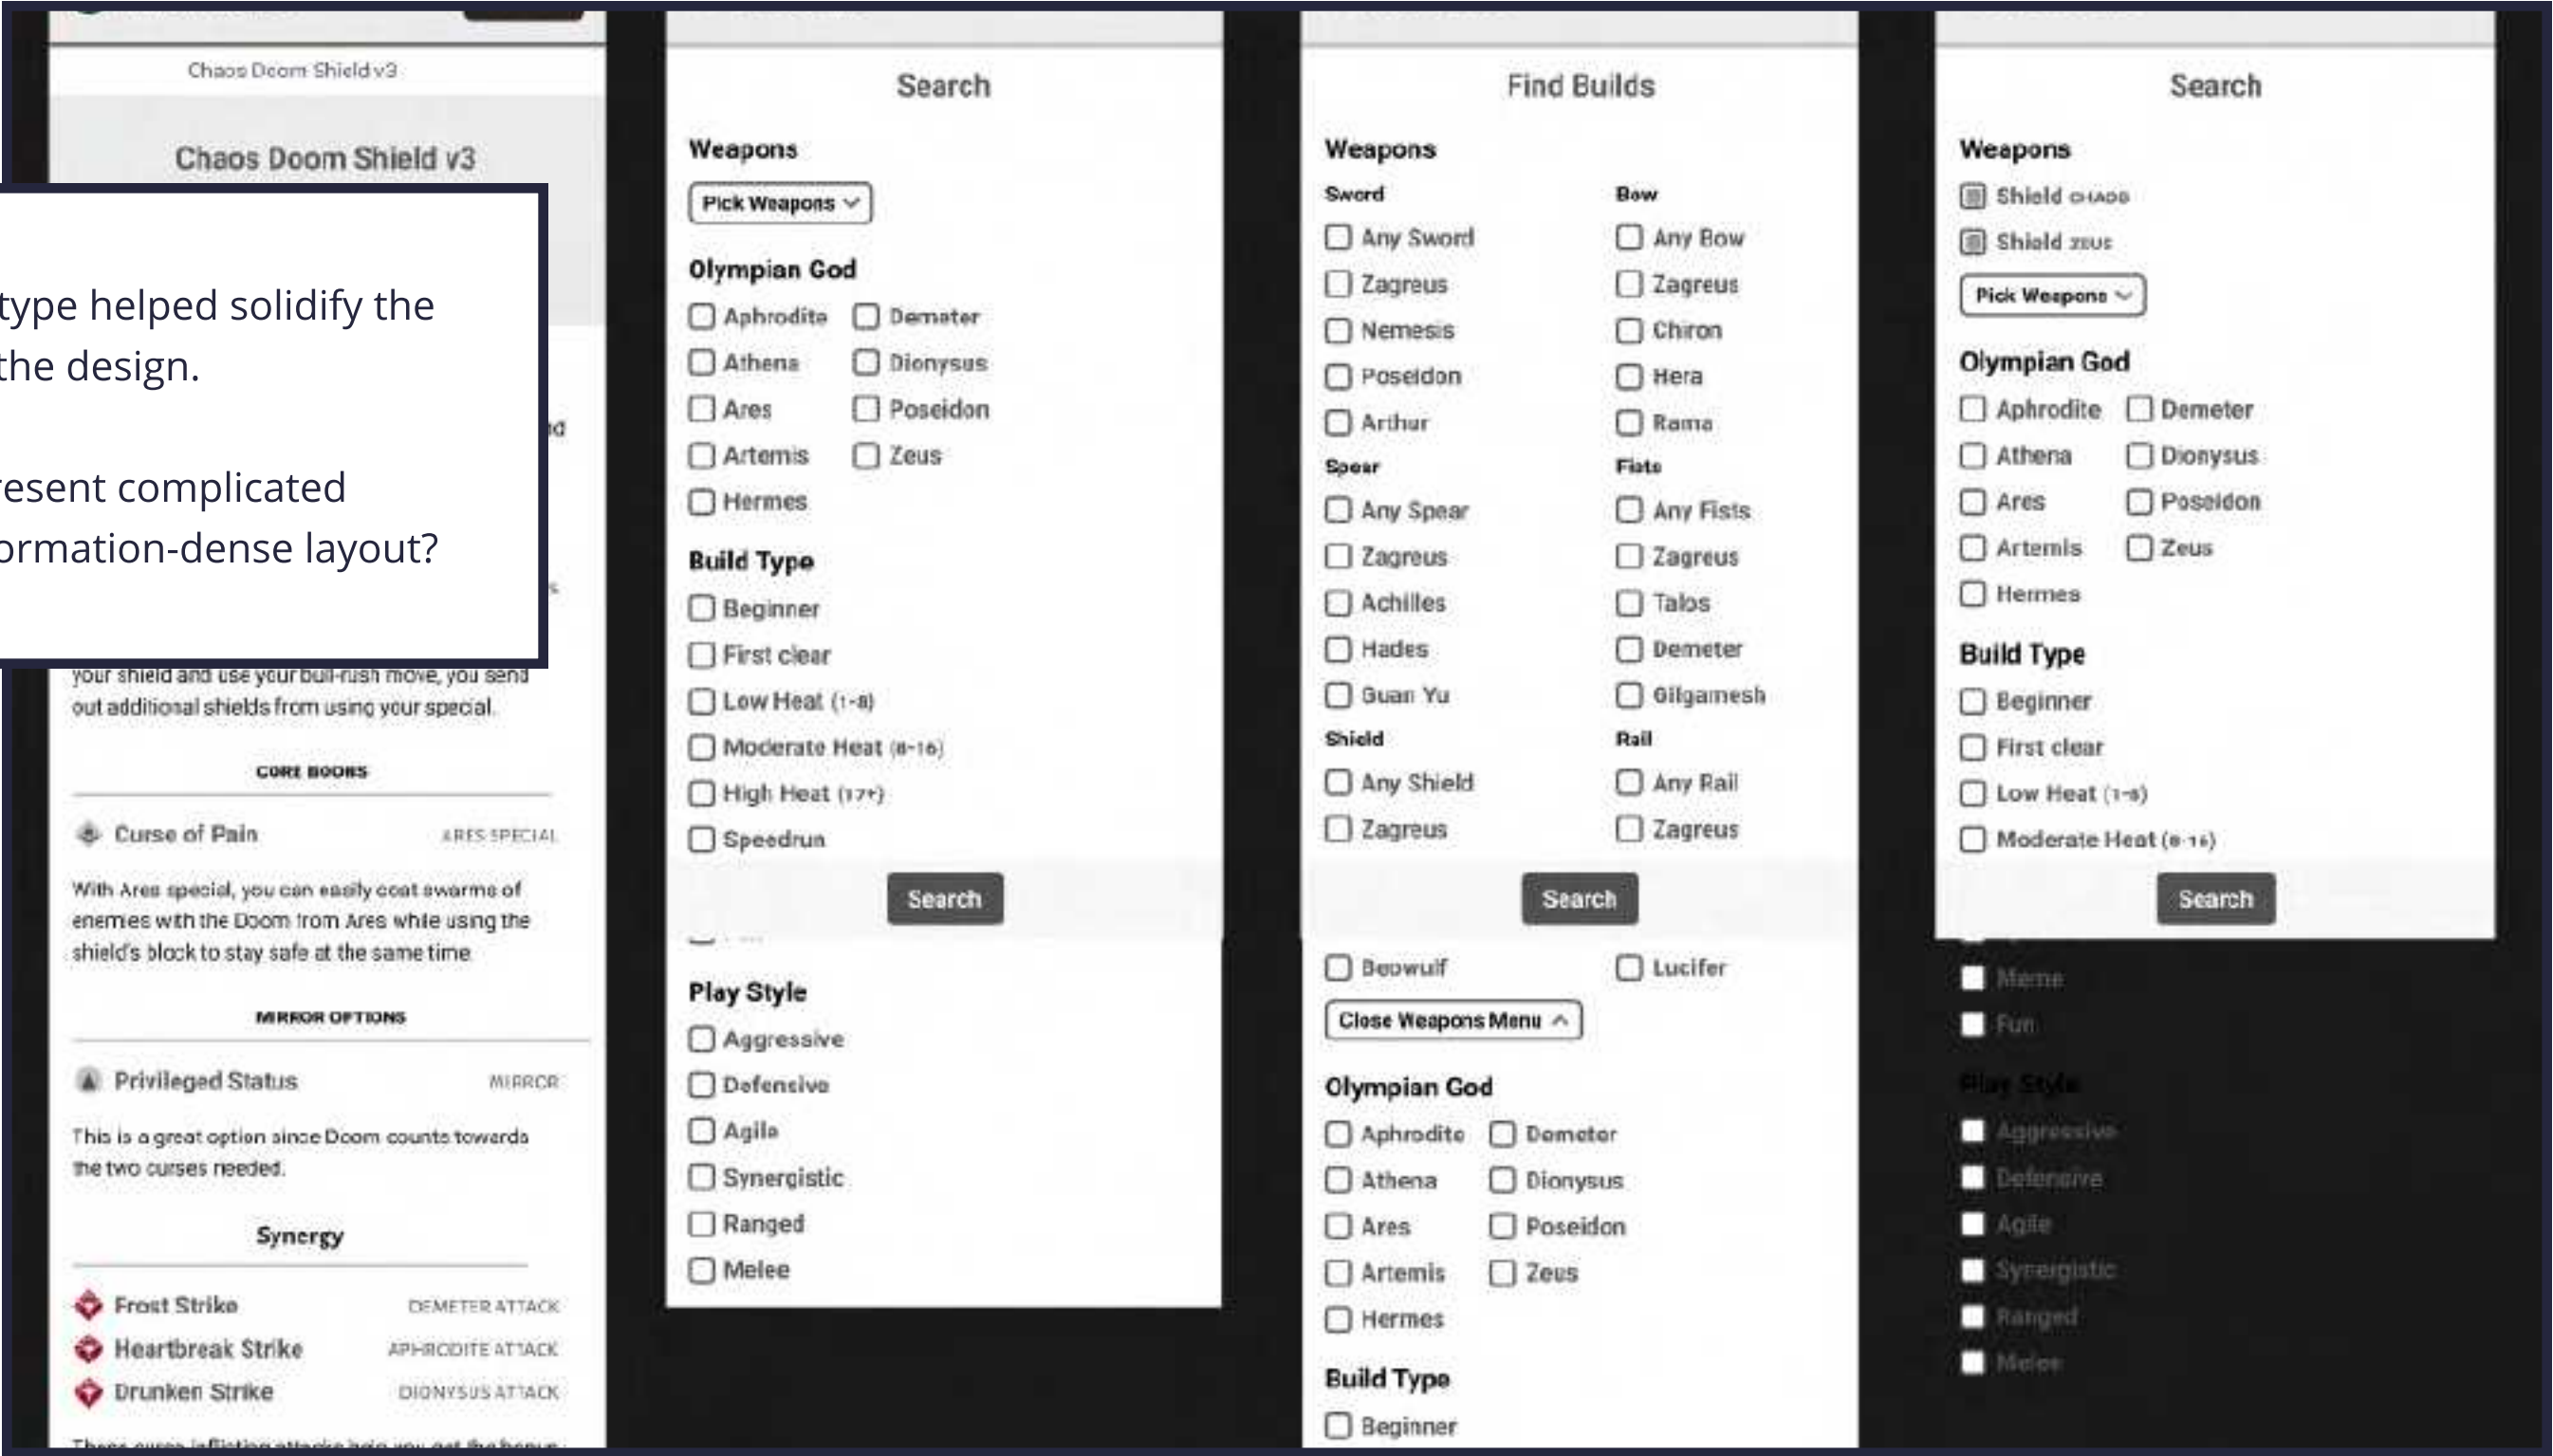 Chaos Doom Shield v3
Chaos Doom Shield v3
type helped solidify the
the design.
resent complicated
ormation-dense layout?
your shield and use your bull-rush move, you send
out additional shields from using your special.
CORE BOONS
Curse of Pain
ARES SPECIAL
With Ares special, you can easily coat swarms of
enemies with the Doom from Ares while using the
shield's block to stay safe at the same time
MIRROR OPTIONS
Privileged Status
MIRROR
This is a great option since Doom counts towards
the two curses needed.
Synergy
Frost Strike
DEMETER ATTACK
Heartbreak Strike
APHRODITE ATTACK
Drunken Strike
DIONYSUS ATTACK
Search
Weapons
Pick Weapons
Olympian God
Aphrodite Demeter
Athena Dionysus
Ares Poseidon
Artemis Zeus
Hermes
Build Type
Beginner
First clear
Low Heat (1-8)
Moderate Heat (8-16)
High Heat (17+)
Speedrun
Search
Play Style
Aggressive
Defensive
Agile
Synergistic
Ranged
Melee
Find Builds
Weapons
Sword Bow
Any Sword Any Bow
Zagreus Zagreus
Nemesis Chiron
Poseidon Hera
Arthur Rama
Spear Fists
Any Spear Any Fists
Zagreus Zagreus
Achilles Talos
Hades Demeter
Guan Yu Gilgamesh
Shield Rail
Any Shield Any Rail
Zagreus Zagreus
Search
Beowulf Lucifer
Close Weapons Menu
Olympian God
Aphrodite Demeter
Athena Dionysus
Ares Poseidon
Artemis Zeus
Hermes
Build Type
Beginner
Search
Weapons
Shield CHAOS
Shield ZEUS
Pick Weapons
Olympian God
Aphrodite Demeter
Athena Dionysus
Ares Poseidon
Artemis Zeus
Hermes
Build Type
Beginner
First clear
Low Heat (1-8)
Moderate Heat (8-16)
Search
Meme
Fun
Play Style
Aggressive
Defensive
Agile
Synergistic
Ranged
Melee